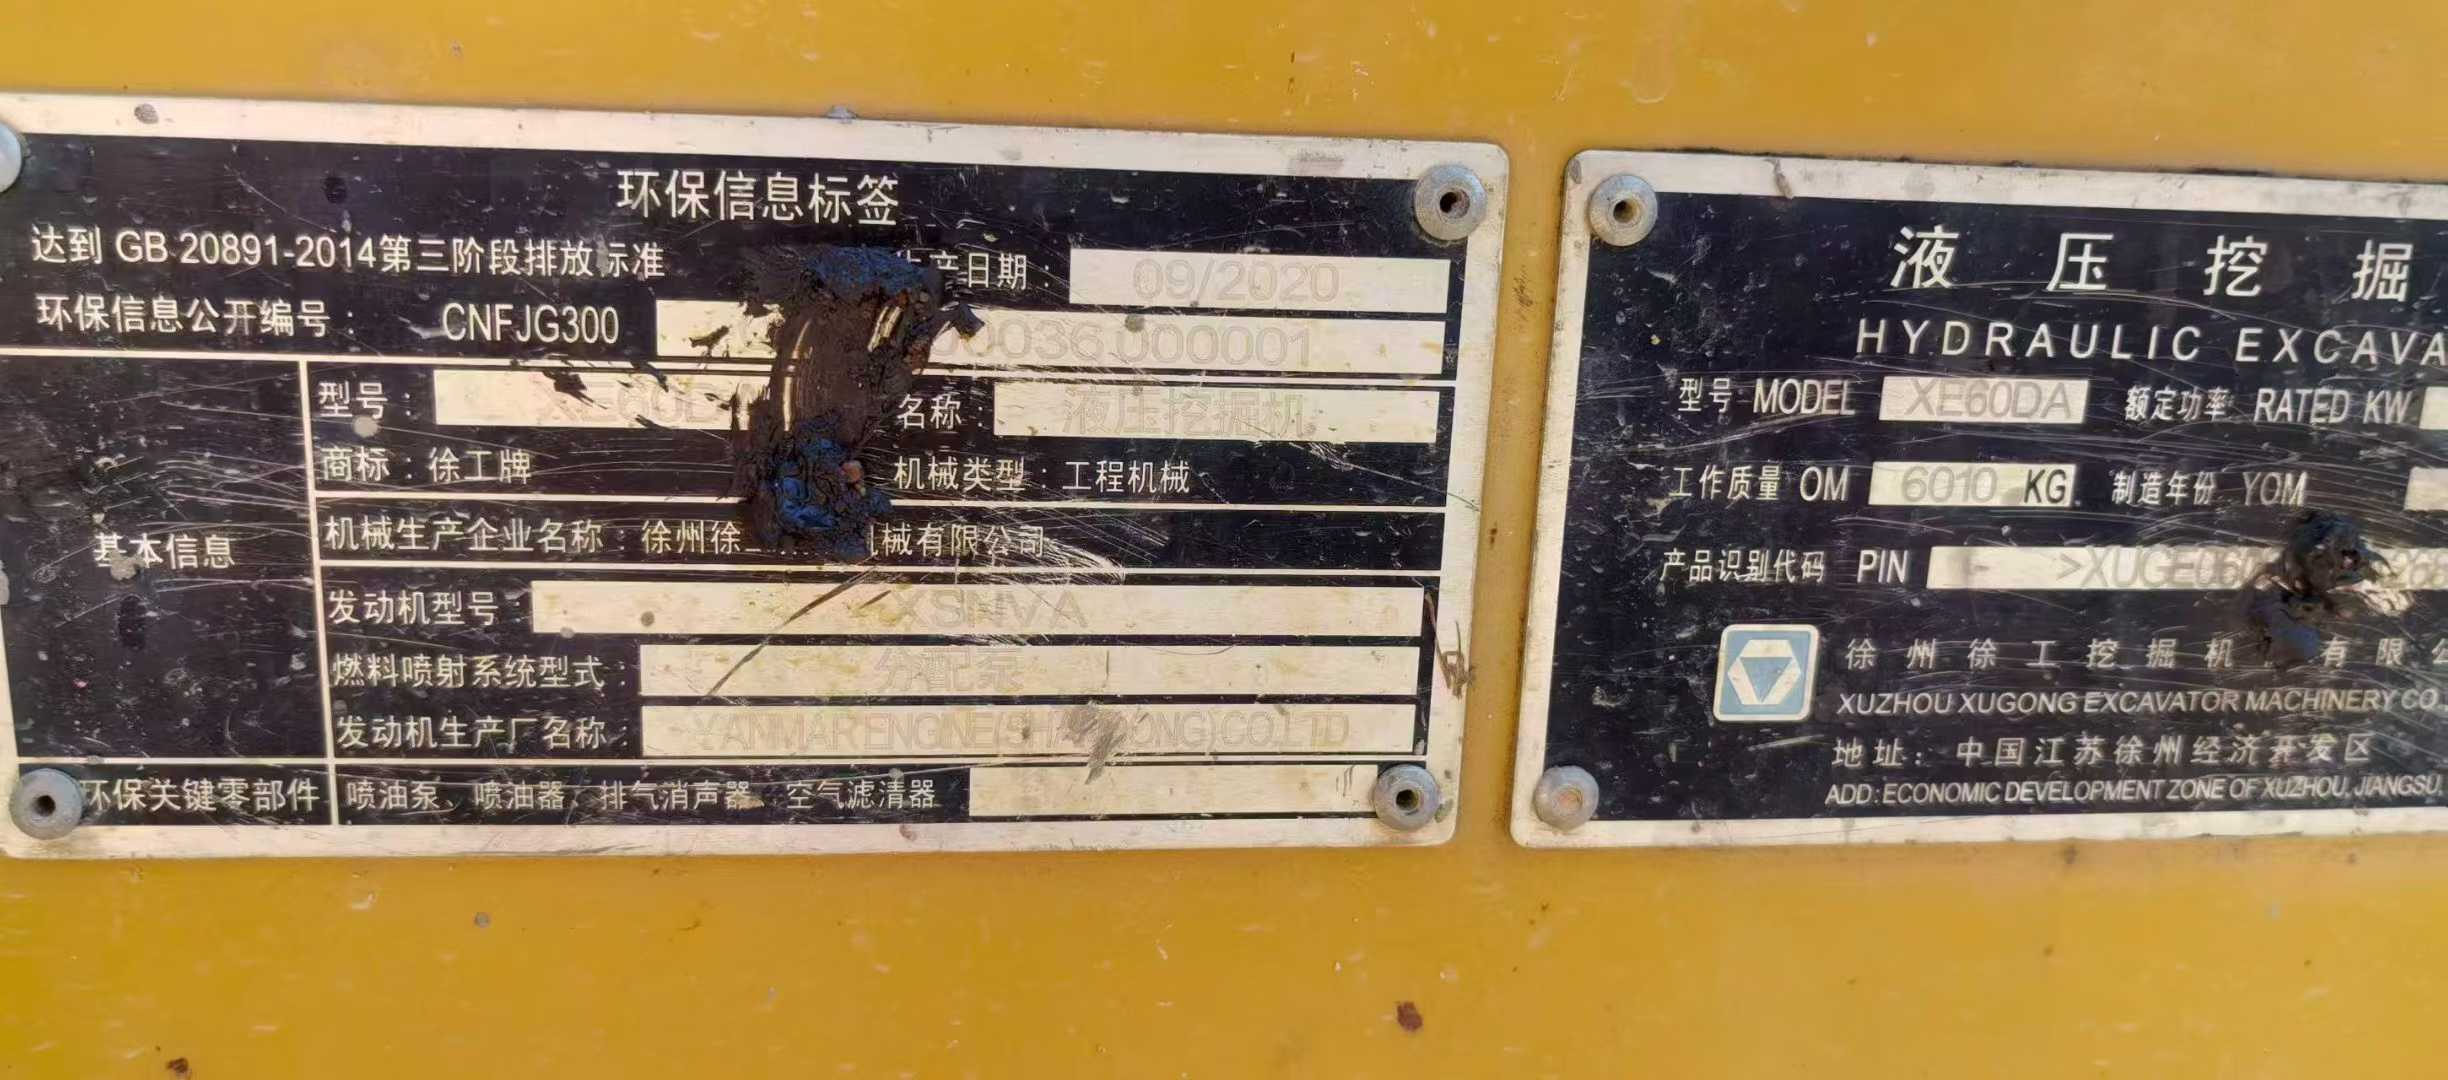 环保信息标签
达到 GB 20891-2014第三阶段排放标准
产日期: 09/2020
环保信息公开编号: CNFJG300 0036 000001
基本信息
型号: XE60D
名称: 液压挖掘机
商标: 徐工牌
机械类型: 工程机械
机械生产企业名称: 徐州徐 机械有限公司
发动机型号:
燃料喷射系统型式: 分配泵
发动机生产厂名称: YANMAR ENGINE(SHA ONG)CO.LTD
环保关键零部件 喷油泵、喷油器、排气消声器、空气滤清器
液压挖掘
HYDRAULIC EXCAVA
型号 MODEL XE60DA 额定功率 RATED KW
工作质量 OM 6010 KG 制造年份 YOM
产品识别代码 PIN >XUGE06
徐州徐工挖掘机 有限
XUZHOU XUGONG EXCAVATOR MACHINERY CO.
地址: 中国江苏徐州经济开发区
ADD:ECONOMIC DEVELOPMENT ZONE OF XUZHOU, JIANGSU,